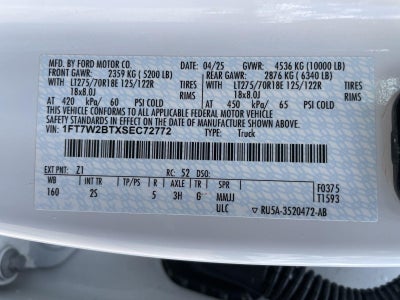 MFD. BY FORD MOTOR CO. 04/25 GVWR: 4536 KG (10000 LB)
FRONT GAWR: 2359 KG ( 5200 LB) REAR GAWR: 2876 KG ( 6340 LB)
LT275/70R18E 125/122R TIRES LT275/70R18E 125/122R TIRES
18x8.0J RIMS 18x8.0J RIMS
AT 420 kPa/ 60 PSI COLD AT 450 kPa/ 65 PSI COLD
THIS VEHICLE CONFORMS TO ALL APPLICABLE FEDERAL MOTOR VEHICLE
SAFETY STANDARDS IN EFFECT ON THE DATE OF MANUFACTURE SHOWN ABOVE.
VIN: 1FT7W2BTXSEC72772 TYPE: Truck
EXT PNT: Z1 RC: 52 DSO:
WB TP/PS R AXLE TR SPR F0375
160 2S 5 3H G MMJJ T1593
ULC ▽ RU5A-3520472-AB